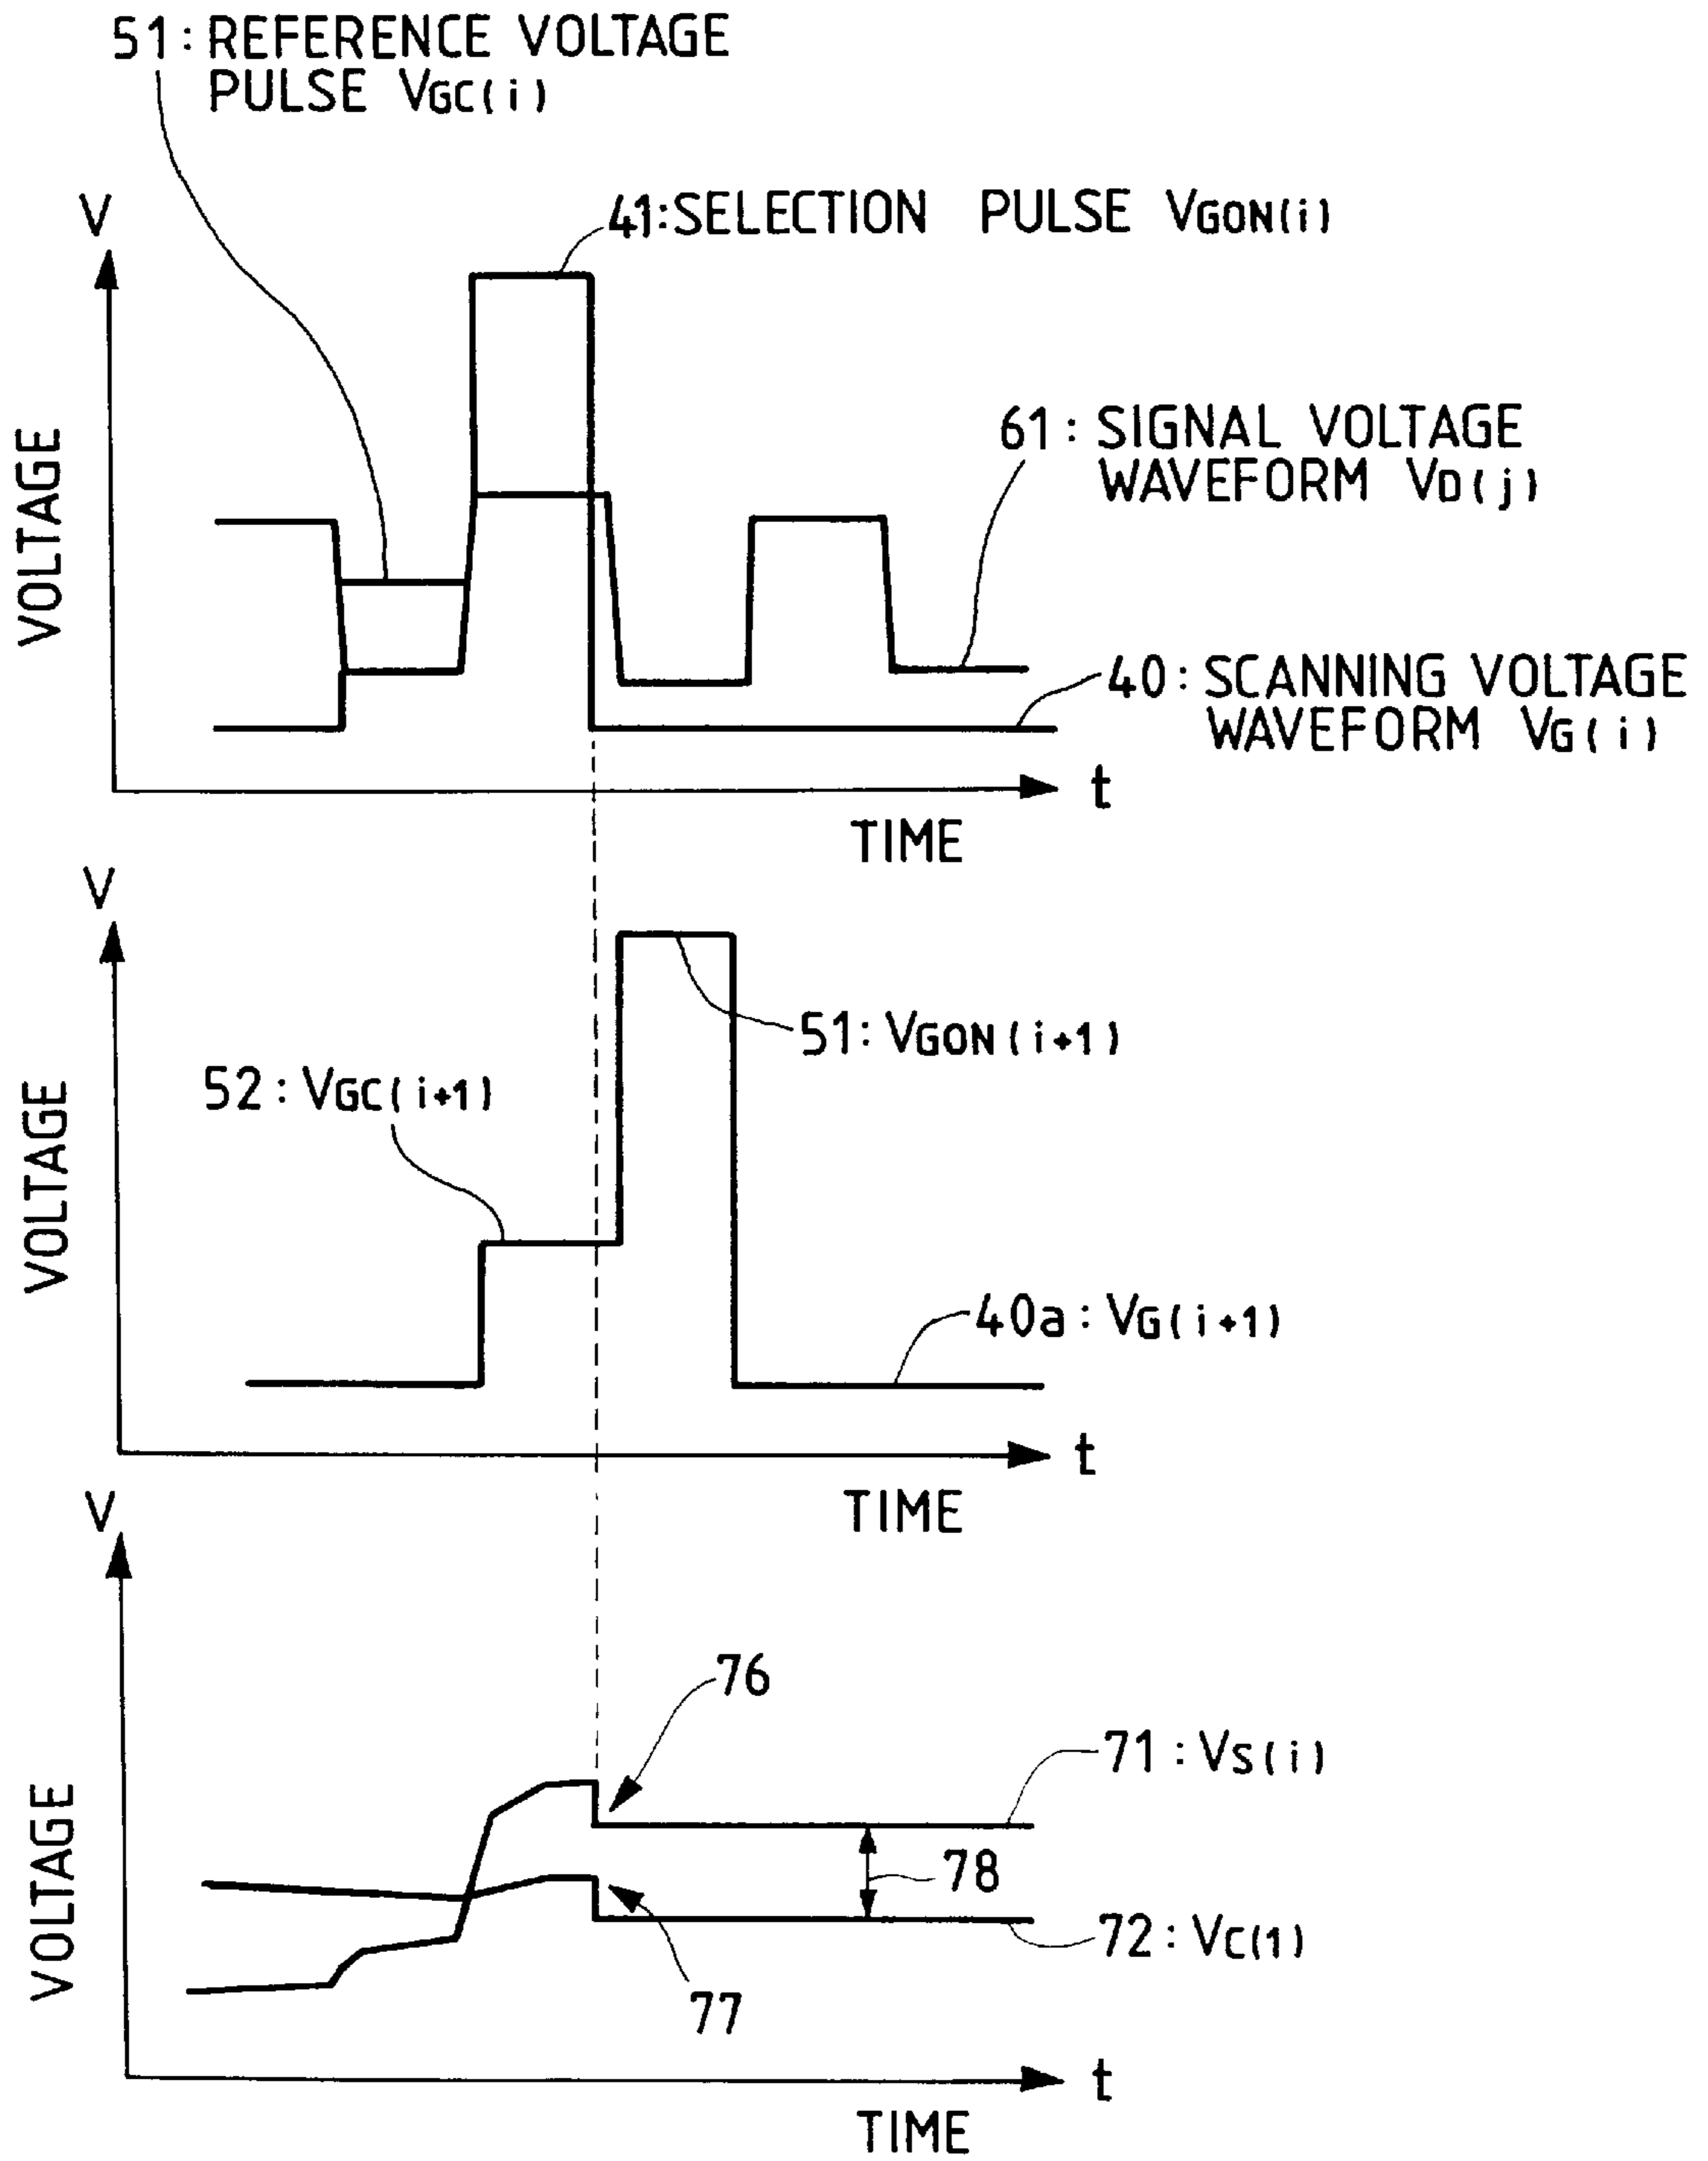 51: REFERENCE VOLTAGE
PULSE VGC(i)
V
41:SELECTION PULSE VGON(i)
61: SIGNAL VOLTAGE
WAVEFORM VD(j)
VOLTAGE
40: SCANNING VOLTAGE
WAVEFORM VG(i)
t
TIME
V
51: VGON(i+1)
52: VGC(i+1)
VOLTAGE
40a: VG(i+1)
t
TIME
V
76
71: VS(i)
78
VOLTAGE
72: VC(1)
77
t
TIME